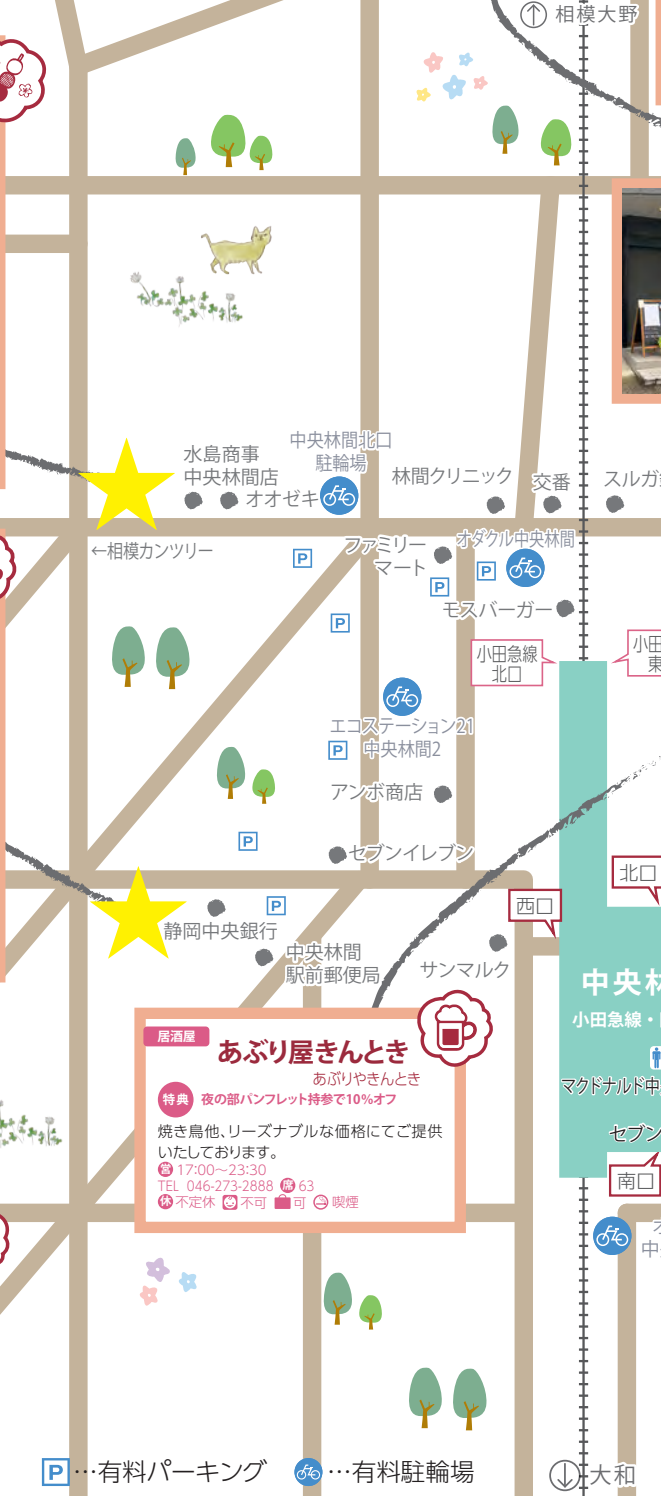 相模大野
水島商事
中央林間店
オオゼキ
中央林間北口
駐輪場
林間クリニック
交番
スルガ
←相模カンツリー
ファミリー
マート
オダクル中央林間
P
P
P
P
モスバーガー
小田急線
北口
小田
東
エコステーション21
中央林間2
P
アンボ商店
P
セブンイレブン
北口
西口
P
静岡中央銀行
中央林間
駅前郵便局
サンマルク
中央林
小田急線・
居酒屋
あぶり屋きんとき
あぶりやきんとき
特典 夜の部パンフレット持参で10%オフ
焼き鳥他、リーズナブルな価格にてご提供
いたしております。
営 17:00〜23:30
TEL 046-273-2888 席 63
休 不定休 不可 可 喫煙
マクドナルド中
セブン
南口
中
P…有料パーキング
…有料駐輪場
大和